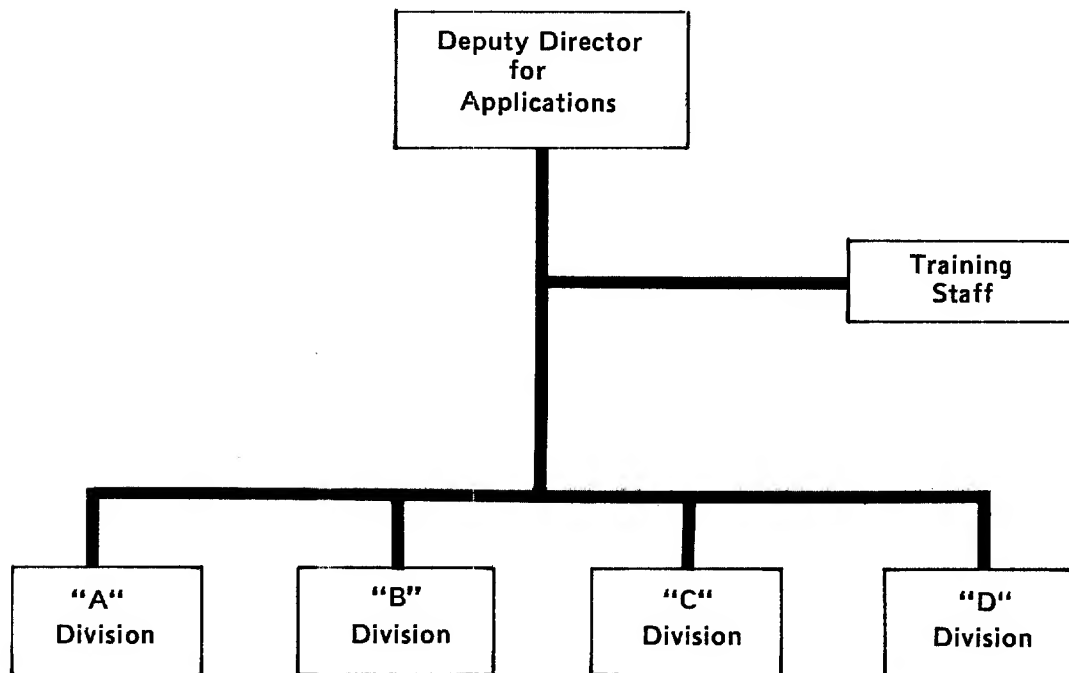 Deputy Director
for
Applications
Training
Staff
“A“
Division
“B”
Division
“C“
Division
“D“
Division